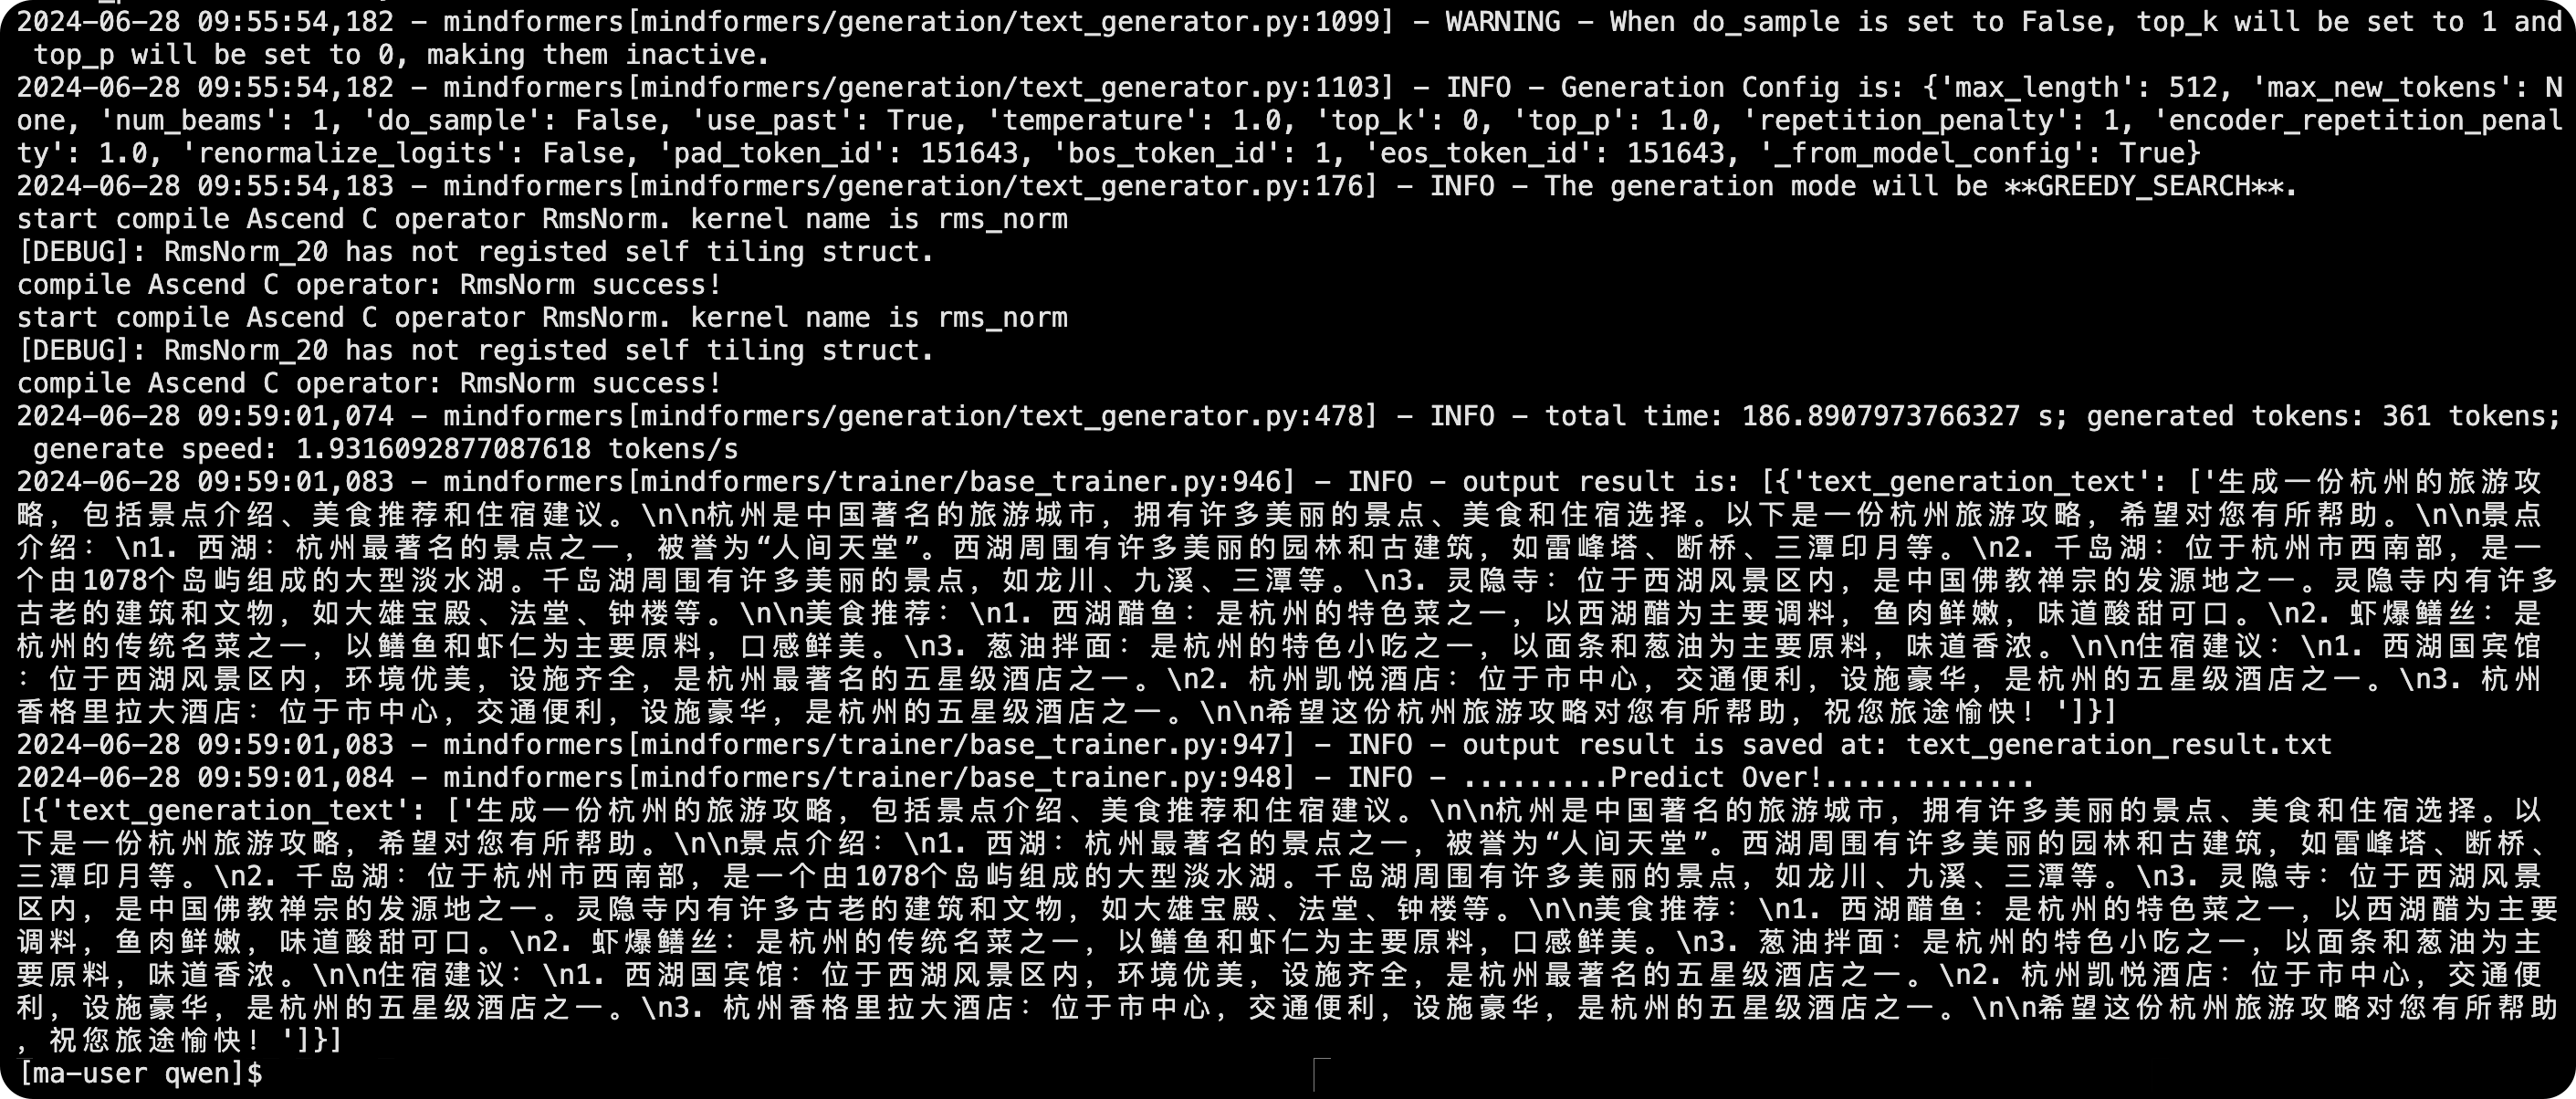 2024-06-28 09:55:54,182 - mindformers[mindformers/generation/text_generator.py:1099] - WARNING - When do_sample is set to False, top_k will be set to 1 and
 top_p will be set to 0, making them inactive.
2024-06-28 09:55:54,182 - mindformers[mindformers/generation/text_generator.py:1103] - INFO - Generation Config is: {'max_length': 512, 'max_new_tokens': N
one, 'num_beams': 1, 'do_sample': False, 'use_past': True, 'temperature': 1.0, 'top_k': 0, 'top_p': 1.0, 'repetition_penalty': 1, 'encoder_repetition_penal
ty': 1.0, 'renormalize_logits': False, 'pad_token_id': 151643, 'bos_token_id': 1, 'eos_token_id': 151643, '_from_model_config': True}
2024-06-28 09:55:54,183 - mindformers[mindformers/generation/text_generator.py:176] - INFO - The generation mode will be **GREEDY_SEARCH**.
start compile Ascend C operator RmsNorm. kernel name is rms_norm
[DEBUG]: RmsNorm_20 has not registed self tiling struct.
compile Ascend C operator: RmsNorm success!
start compile Ascend C operator RmsNorm. kernel name is rms_norm
[DEBUG]: RmsNorm_20 has not registed self tiling struct.
compile Ascend C operator: RmsNorm success!
2024-06-28 09:59:01,074 - mindformers[mindformers/generation/text_generator.py:478] - INFO - total time: 186.8907973766327 s; generated tokens: 361 tokens;
 generate speed: 1.9316092877087618 tokens/s
2024-06-28 09:59:01,083 - mindformers[mindformers/trainer/base_trainer.py:946] - INFO - output result is: [{'text_generation_text': ['生成一份杭州的旅游攻
略，包括景点介绍、美食推荐和住宿建议。\n\n杭州是中国著名的旅游城市，拥有许多美丽的景点、美食和住宿选择。以下是一份杭州旅游攻略，希望对您有所帮助。\n\n景点
介绍：\n1. 西湖：杭州最著名的景点之一，被誉为“人间天堂”。西湖周围有许多美丽的园林和古建筑，如雷峰塔、断桥、三潭印月等。\n2. 千岛湖：位于杭州市西南部，是一
个由1078个岛屿组成的大型淡水湖。千岛湖周围有许多美丽的景点，如龙川、九溪、三潭等。\n3. 灵隐寺：位于西湖风景区内，是中国佛教禅宗的发源地之一。灵隐寺内有许多
古老的建筑和文物，如大雄宝殿、法堂、钟楼等。\n\n美食推荐：\n1. 西湖醋鱼：是杭州的特色菜之一，以西湖醋为主要调料，鱼肉鲜嫩，味道酸甜可口。\n2. 虾爆鳝丝：是
杭州的传统名菜之一，以鳝鱼和虾仁为主要原料，口感鲜美。\n3. 葱油拌面：是杭州的特色小吃之一，以面条和葱油为主要原料，味道香浓。\n\n住宿建议：\n1. 西湖国宾馆
：位于西湖风景区内，环境优美，设施齐全，是杭州最著名的五星级酒店之一。\n2. 杭州凯悦酒店：位于市中心，交通便利，设施豪华，是杭州的五星级酒店之一。\n3. 杭州
香格里拉大酒店：位于市中心，交通便利，设施豪华，是杭州的五星级酒店之一。\n\n希望这份杭州旅游攻略对您有所帮助，祝您旅途愉快！']}]
2024-06-28 09:59:01,083 - mindformers[mindformers/trainer/base_trainer.py:947] - INFO - output result is saved at: text_generation_result.txt
2024-06-28 09:59:01,084 - mindformers[mindformers/trainer/base_trainer.py:948] - INFO - .........Predict Over!.............
[{'text_generation_text': ['生成一份杭州的旅游攻略，包括景点介绍、美食推荐和住宿建议。\n\n杭州是中国著名的旅游城市，拥有许多美丽的景点、美食和住宿选择。以
下是一份杭州旅游攻略，希望对您有所帮助。\n\n景点介绍：\n1. 西湖：杭州最著名的景点之一，被誉为“人间天堂”。西湖周围有许多美丽的园林和古建筑，如雷峰塔、断桥、
三潭印月等。\n2. 千岛湖：位于杭州市西南部，是一个由1078个岛屿组成的大型淡水湖。千岛湖周围有许多美丽的景点，如龙川、九溪、三潭等。\n3. 灵隐寺：位于西湖风景
区内，是中国佛教禅宗的发源地之一。灵隐寺内有许多古老的建筑和文物，如大雄宝殿、法堂、钟楼等。\n\n美食推荐：\n1. 西湖醋鱼：是杭州的特色菜之一，以西湖醋为主要
调料，鱼肉鲜嫩，味道酸甜可口。\n2. 虾爆鳝丝：是杭州的传统名菜之一，以鳝鱼和虾仁为主要原料，口感鲜美。\n3. 葱油拌面：是杭州的特色小吃之一，以面条和葱油为主
要原料，味道香浓。\n\n住宿建议：\n1. 西湖国宾馆：位于西湖风景区内，环境优美，设施齐全，是杭州最著名的五星级酒店之一。\n2. 杭州凯悦酒店：位于市中心，交通便
利，设施豪华，是杭州的五星级酒店之一。\n3. 杭州香格里拉大酒店：位于市中心，交通便利，设施豪华，是杭州的五星级酒店之一。\n\n希望这份杭州旅游攻略对您有所帮助
，祝您旅途愉快！']}]
[ma-user qwen]$